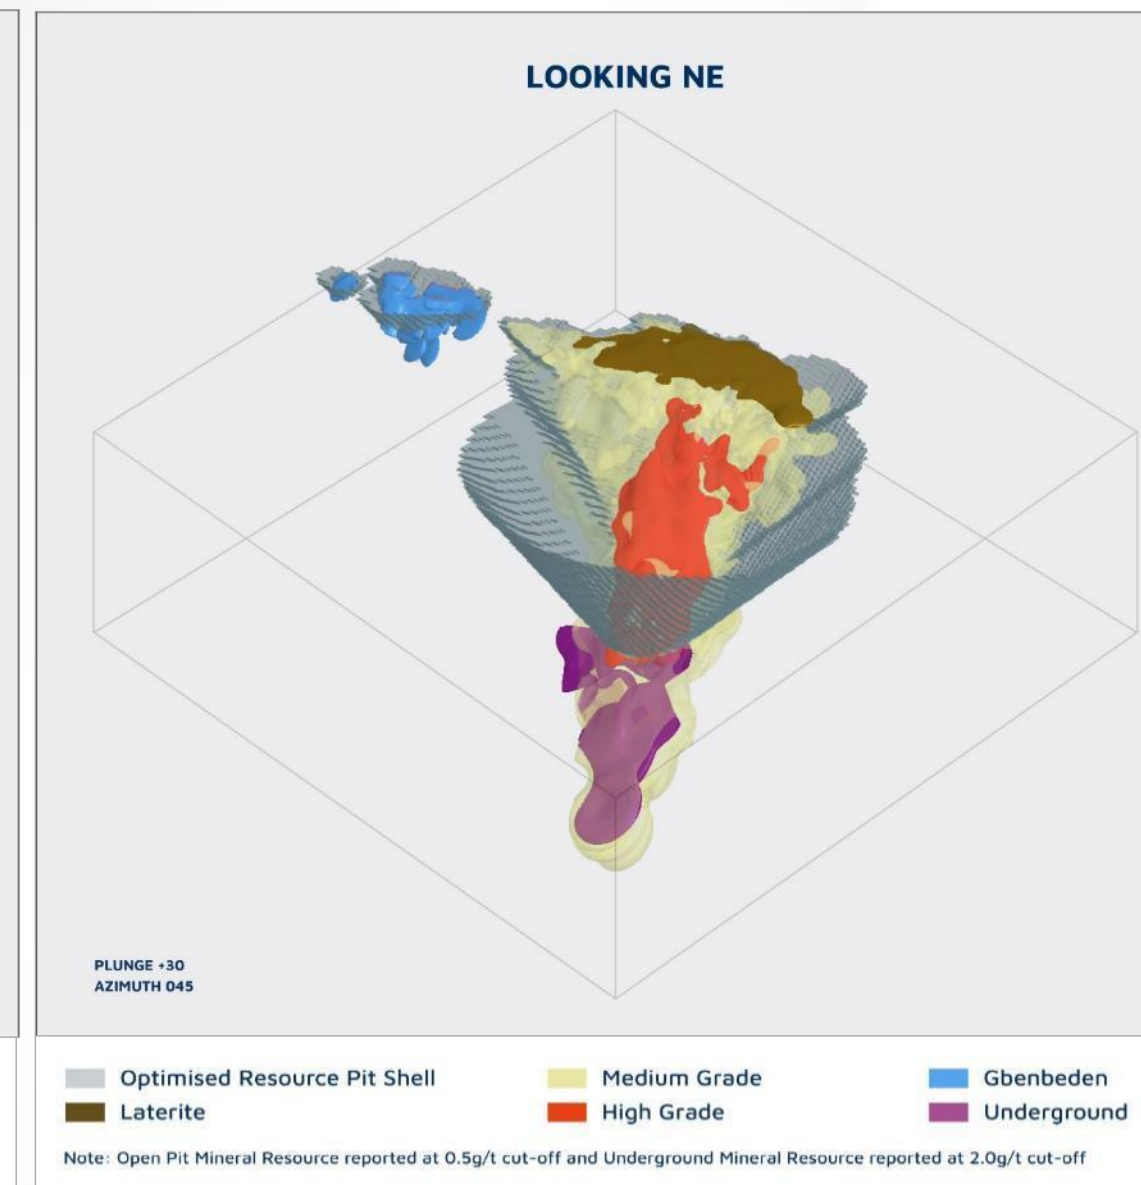 LOOKING NE
PLUNGE +30
AZIMUTH 045
Optimised Resource Pit Shell
Medium Grade
Gbenbeden
Laterite
High Grade
Underground
Note: Open Pit Mineral Resource reported at 0.5g/t cut-off and Underground Mineral Resource reported at 2.0g/t cut-off